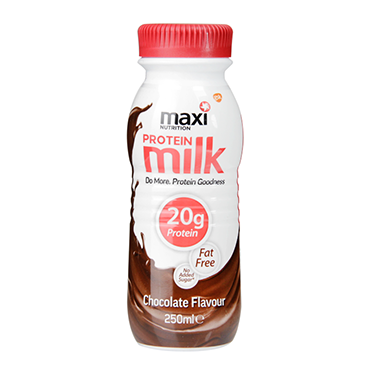 maxi
NUTRITION
PROTEIN
milk
Do More. Protein Goodness
20g
Protein
Fat
Free
No
Added
Sugar*
Chocolate Flavour
250ml℮